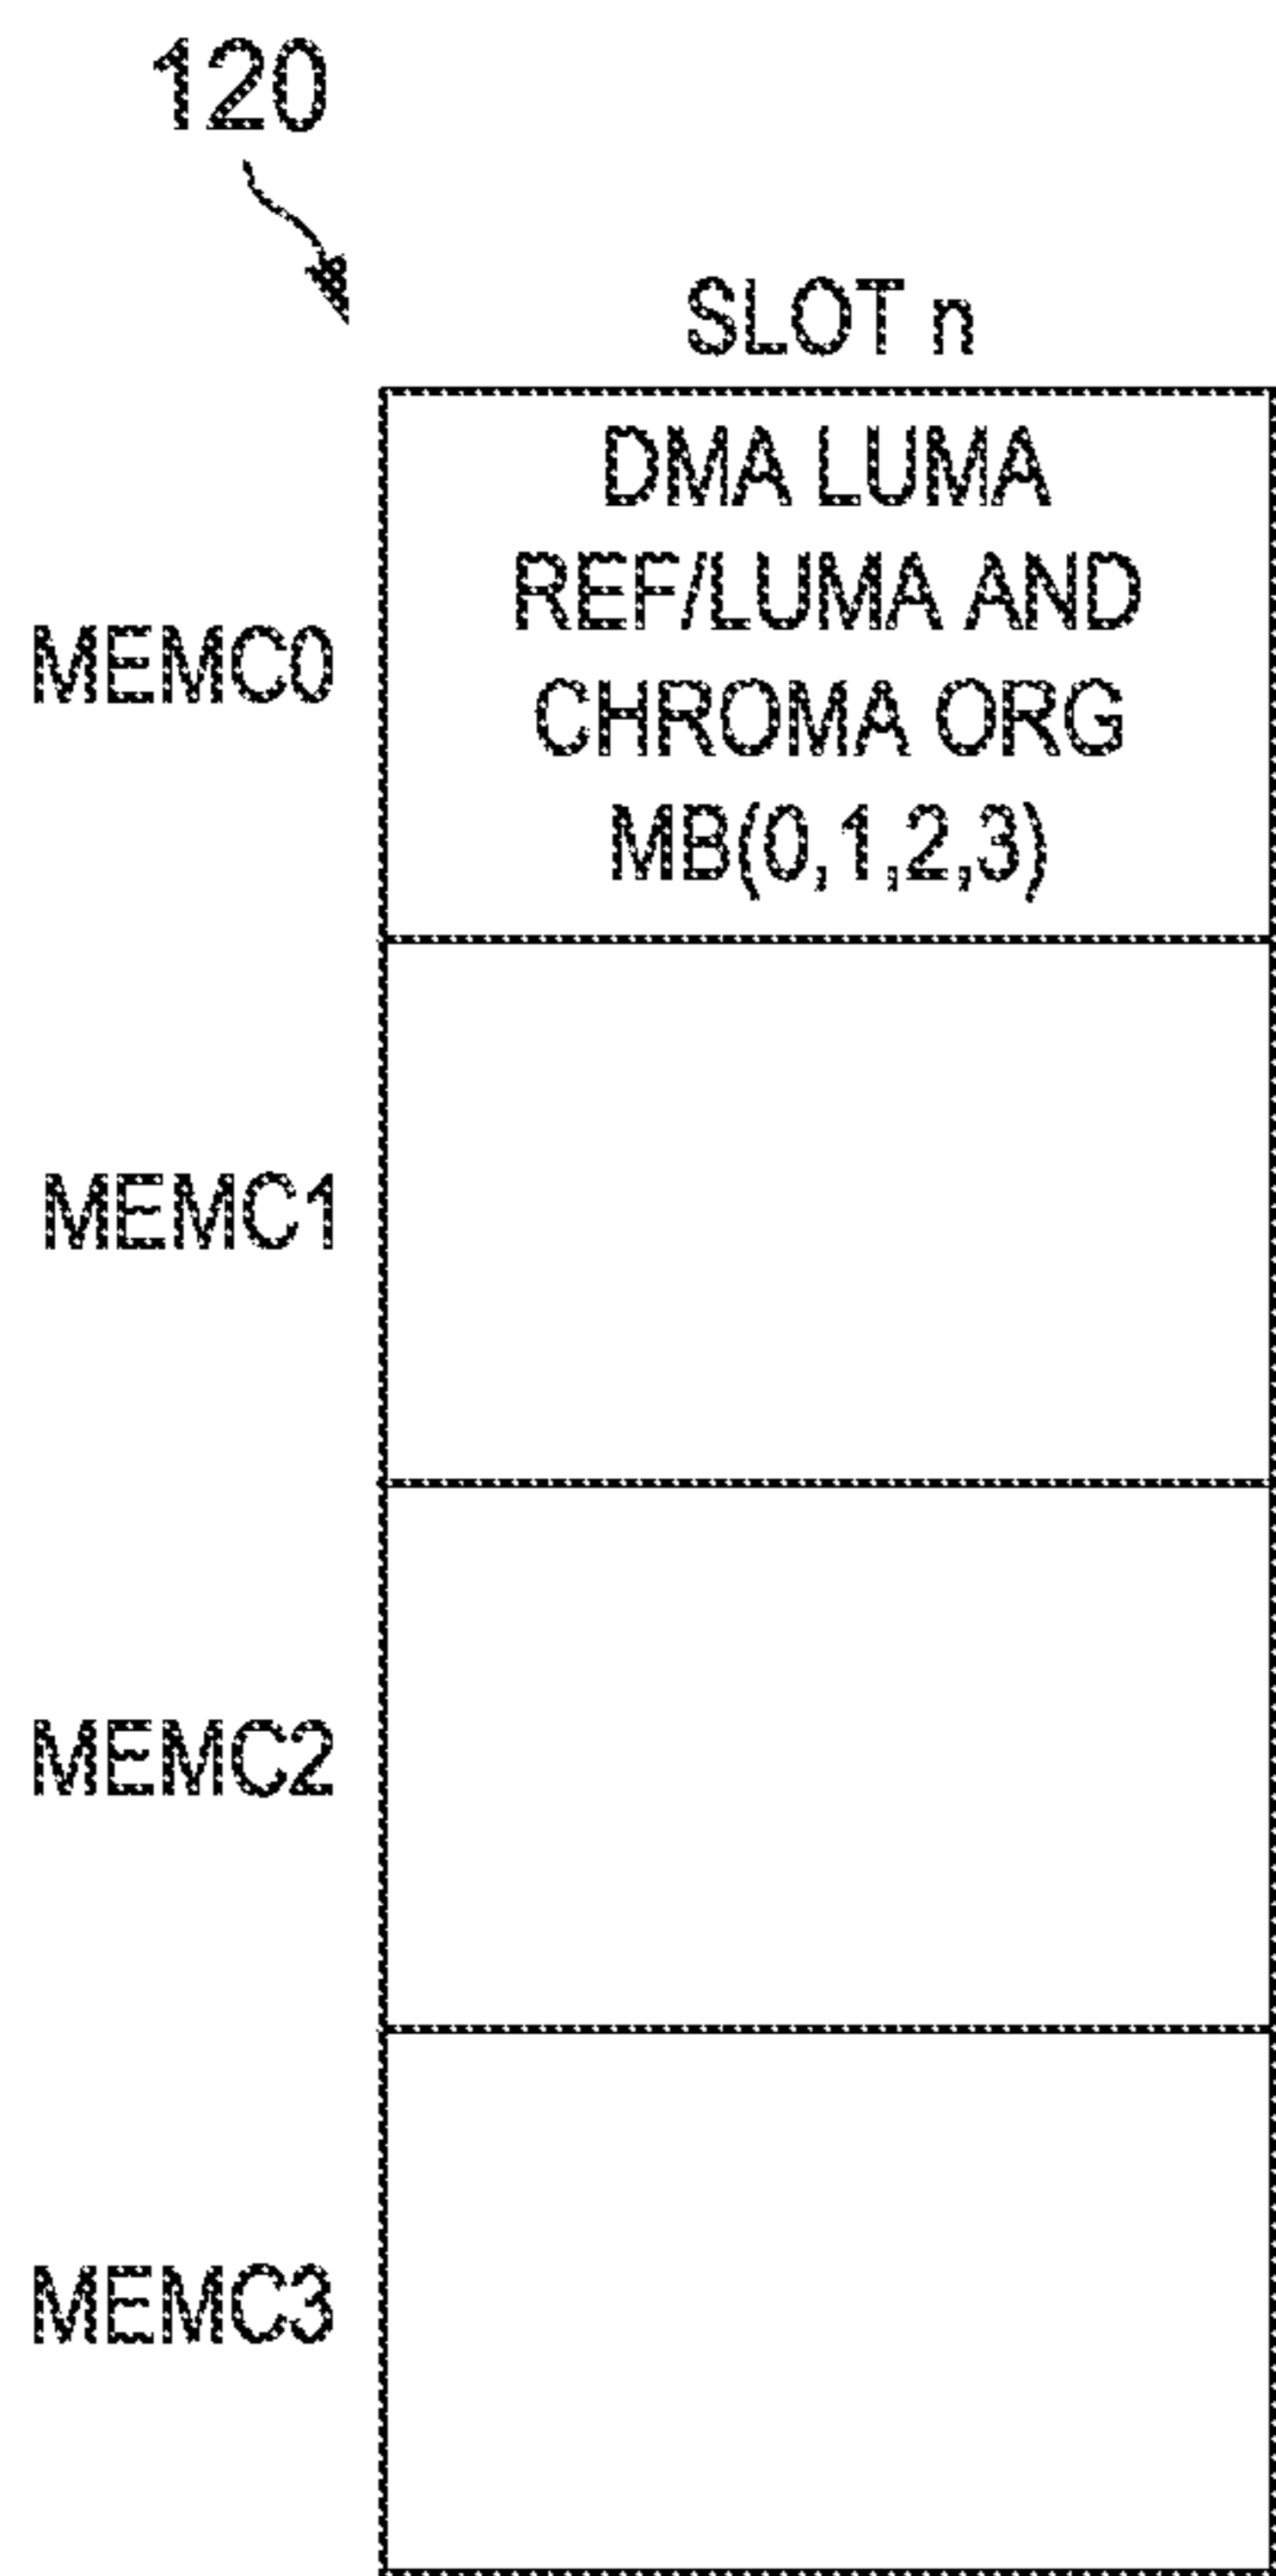 120
SLOT n
DMA LUMA
REF/LUMA AND
CHROMA ORG
MB(0,1,2,3)
MEMC0
MEMC1
MEMC2
MEMC3